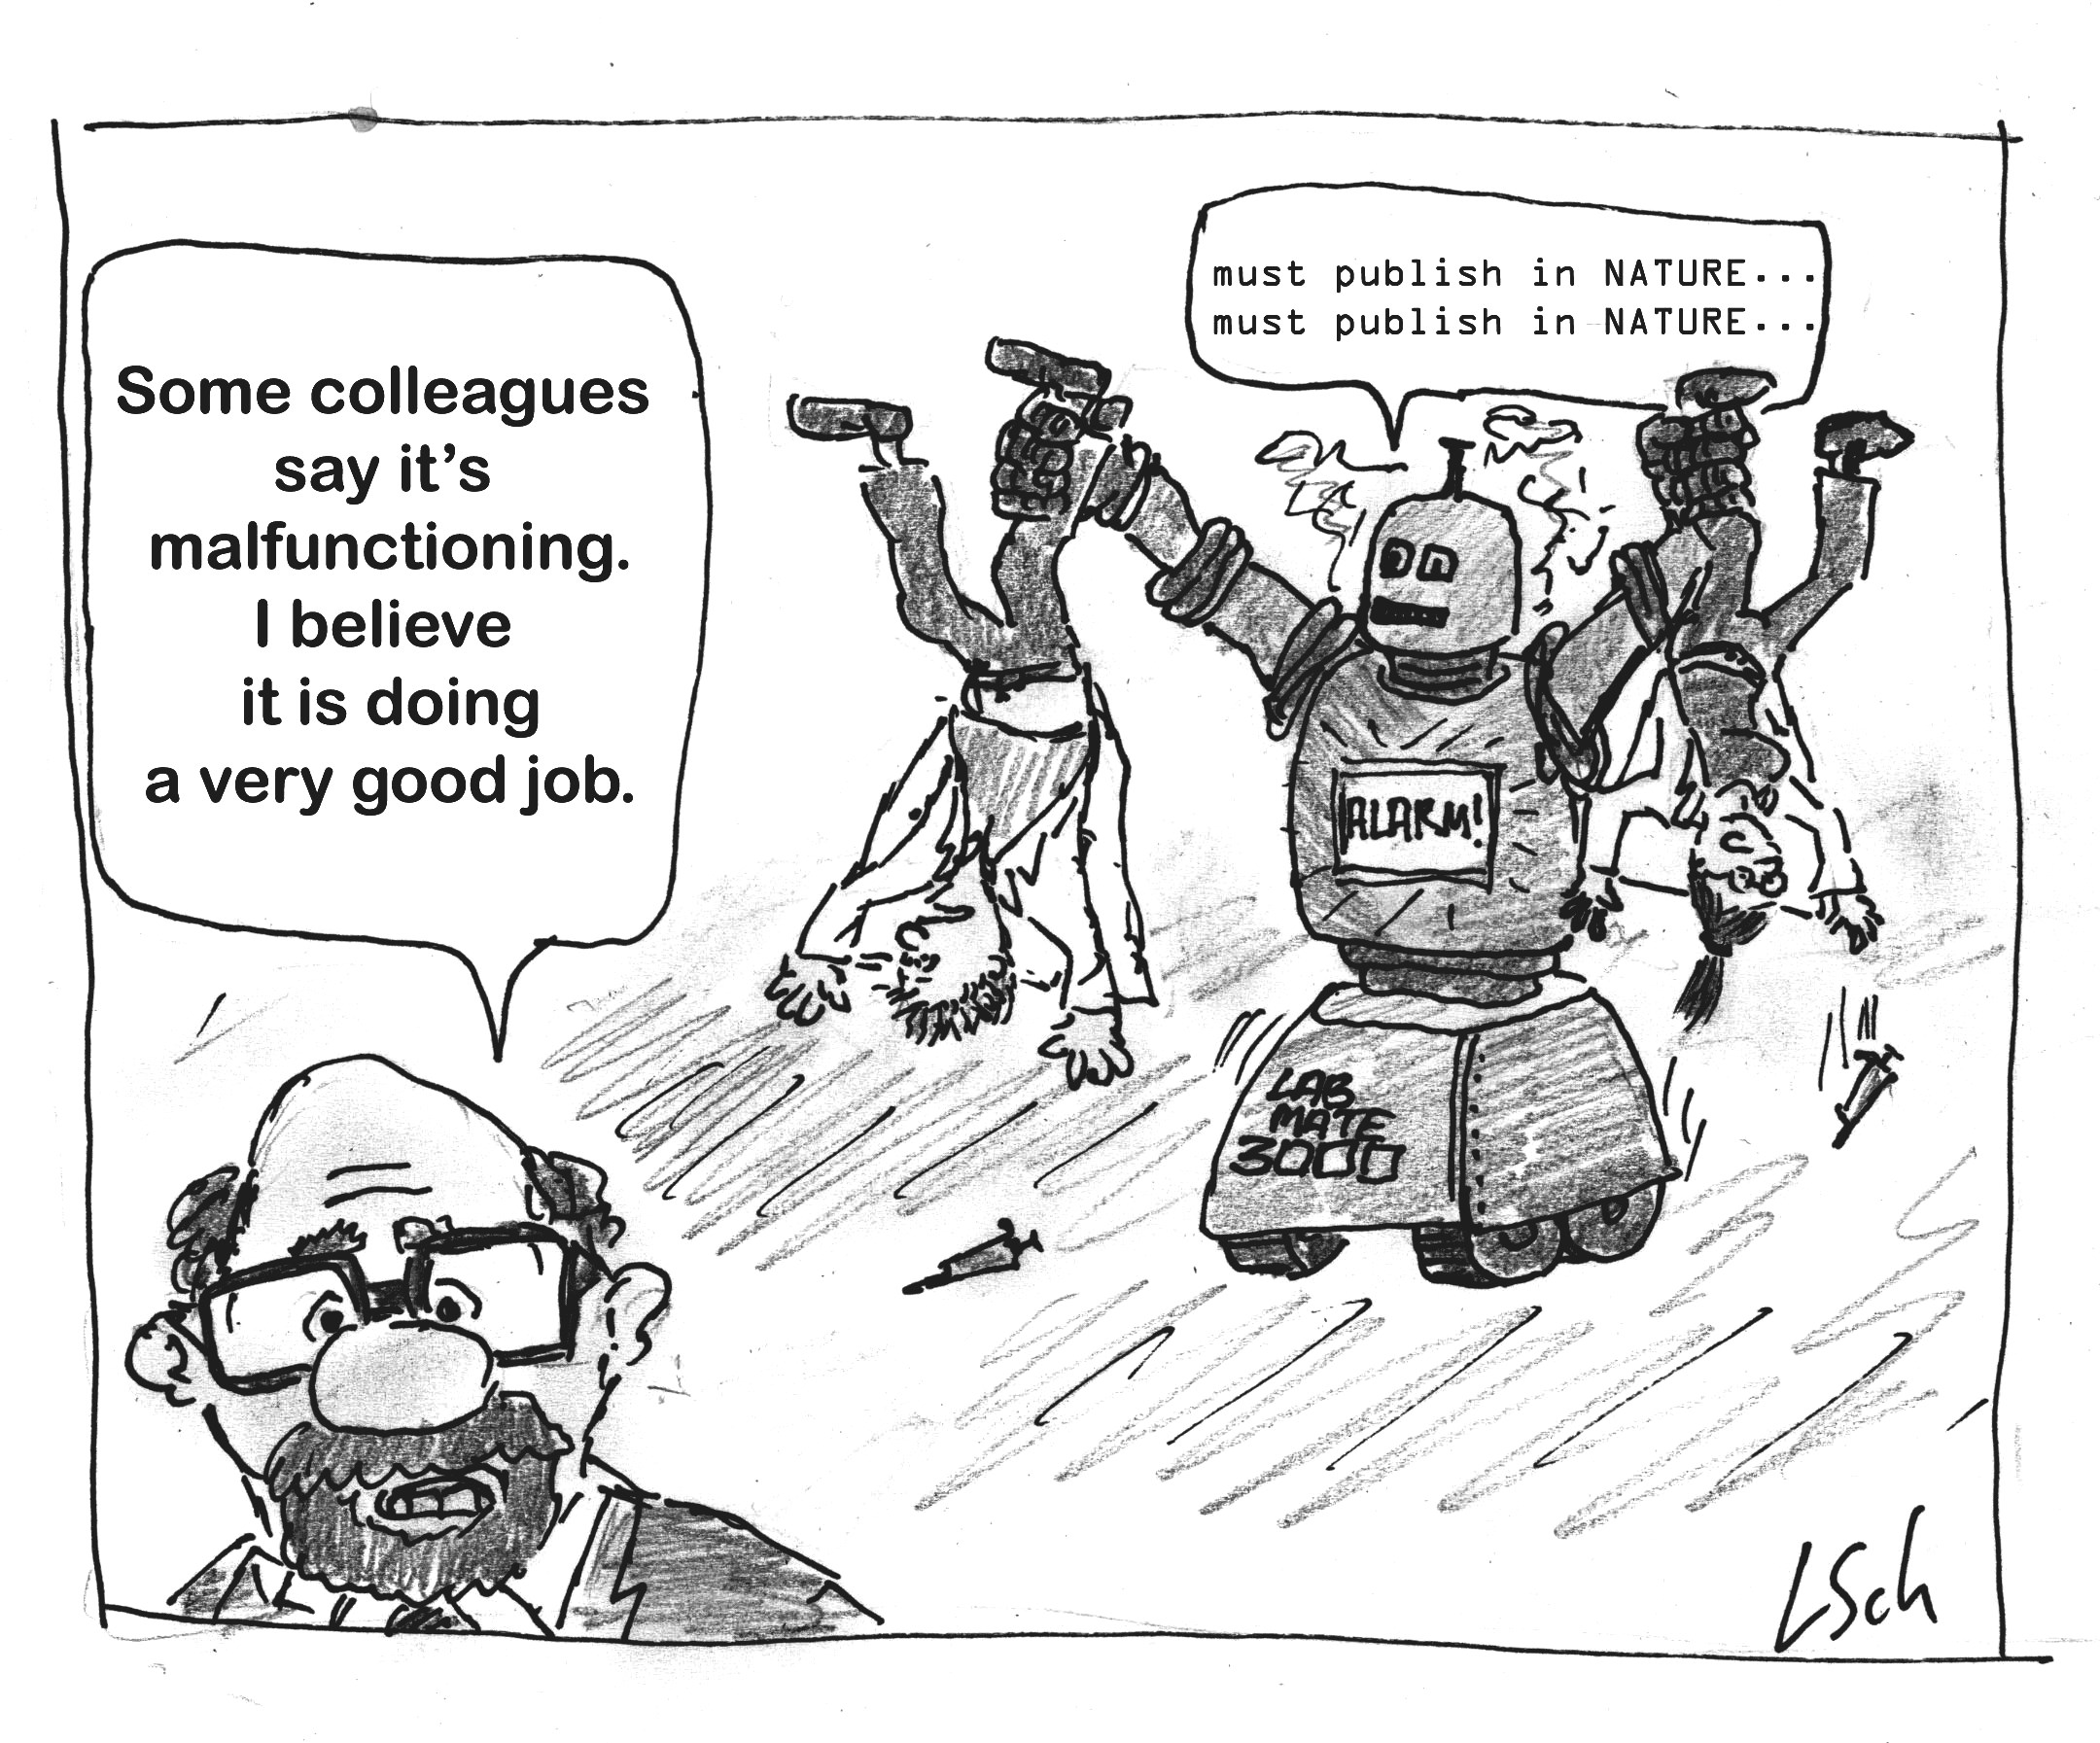 Some colleagues
say it’s
malfunctioning.
I believe
it is doing
a very good job.
must publish in NATURE...
must publish in NATURE...
ALARM!
LAB
MATE
3000
LSch